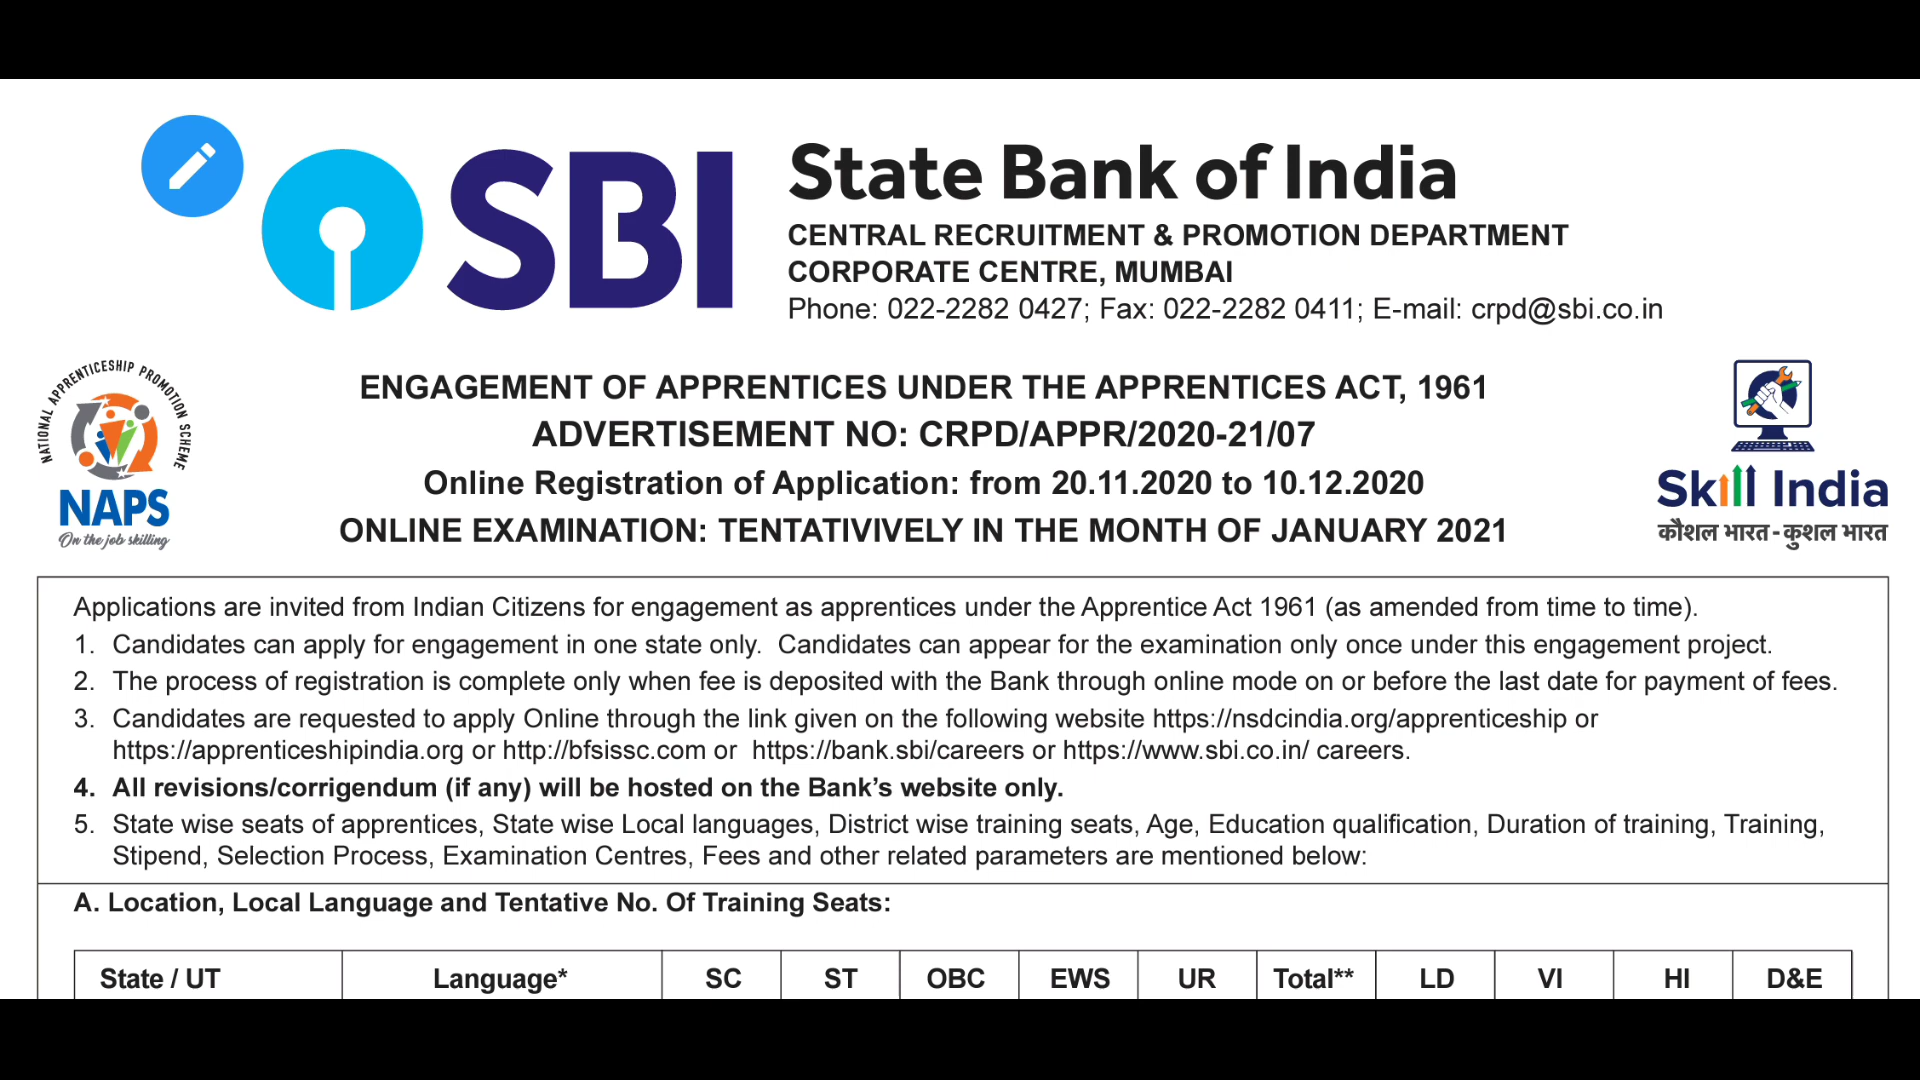 SBI
State Bank of India
CENTRAL RECRUITMENT & PROMOTION DEPARTMENT
CORPORATE CENTRE, MUMBAI
Phone: 022-2282 0427; Fax: 022-2282 0411; E-mail: crpd@sbi.co.in
NATIONAL APPRENTICESHIP PROMOTION SCHEME
NAPS
On the job skilling
ENGAGEMENT OF APPRENTICES UNDER THE APPRENTICES ACT, 1961
ADVERTISEMENT NO: CRPD/APPR/2020-21/07
Online Registration of Application: from 20.11.2020 to 10.12.2020
ONLINE EXAMINATION: TENTATIVIVELY IN THE MONTH OF JANUARY 2021
Skill India
कौशल भारत - कुशल भारत
Applications are invited from Indian Citizens for engagement as apprentices under the Apprentice Act 1961 (as amended from time to time).
1. Candidates can apply for engagement in one state only. Candidates can appear for the examination only once under this engagement project.
2. The process of registration is complete only when fee is deposited with the Bank through online mode on or before the last date for payment of fees.
3. Candidates are requested to apply Online through the link given on the following website https://nsdcindia.org/apprenticeship or
https://apprenticeshipindia.org or http://bfsissc.com or https://bank.sbi/careers or https://www.sbi.co.in/ careers.
4. All revisions/corrigendum (if any) will be hosted on the Bank’s website only.
5. State wise seats of apprentices, State wise Local languages, District wise training seats, Age, Education qualification, Duration of training, Training,
Stipend, Selection Process, Examination Centres, Fees and other related parameters are mentioned below:
A. Location, Local Language and Tentative No. Of Training Seats:
State / UT Language* SC ST OBC EWS UR Total** LD VI HI D&E